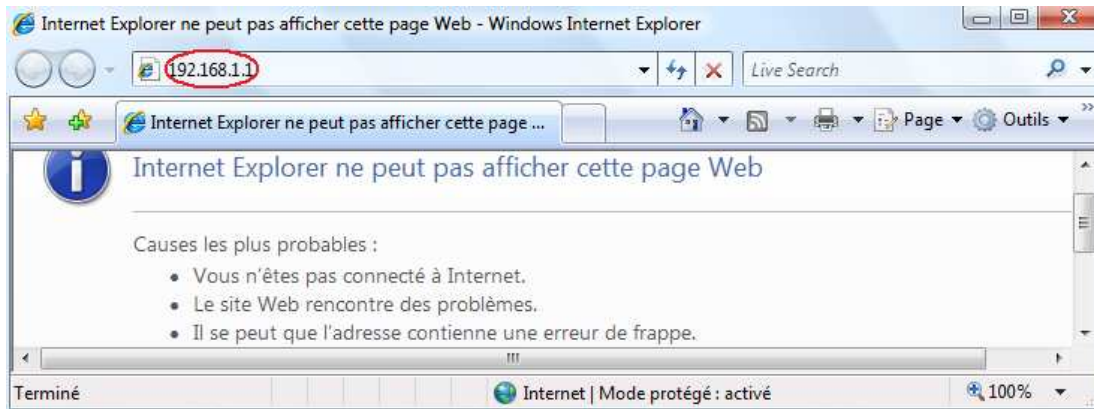 Internet Explorer ne peut pas afficher cette page Web - Windows Internet Explorer
192.168.1.1
Live Search
Internet Explorer ne peut pas afficher cette page ...
Page
Outils
Internet Explorer ne peut pas afficher cette page Web
Causes les plus probables :
• Vous n'êtes pas connecté à Internet.
• Le site Web rencontre des problèmes.
• Il se peut que l'adresse contienne une erreur de frappe.
Terminé
Internet | Mode protégé : activé
100%